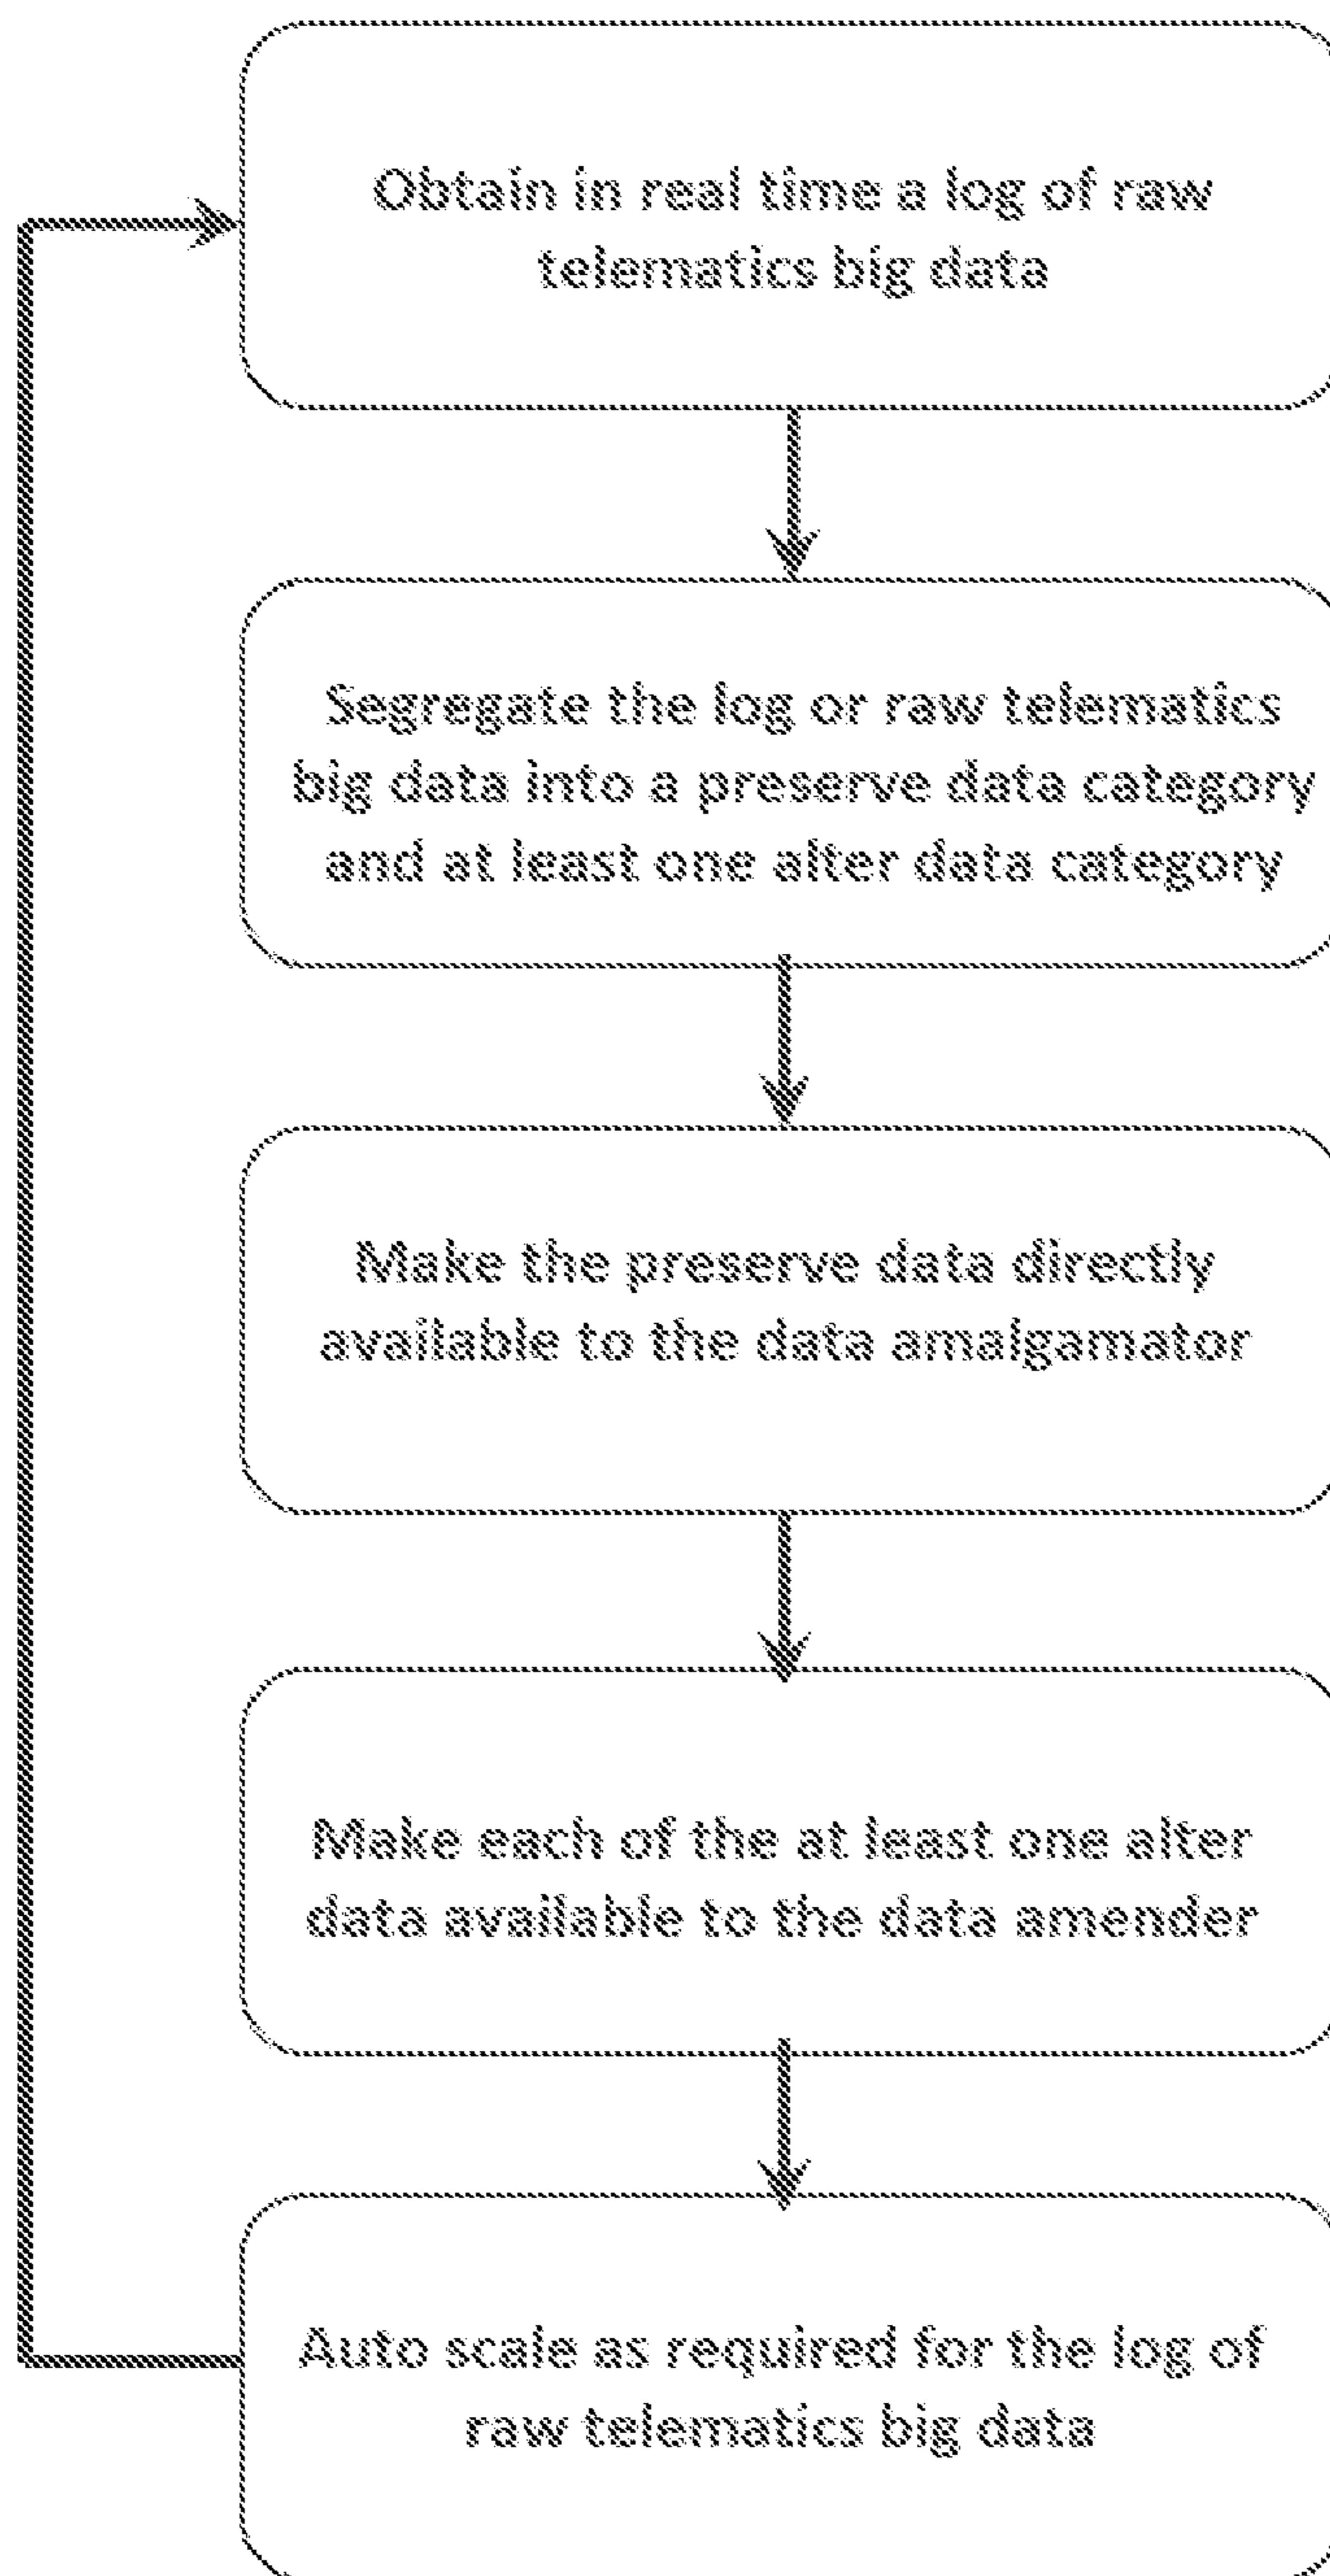 Obtain in real time a log of raw
telematics big data
Segregate the log or raw telematics
big data into a preserve data category
and at least one alter data category
Make the preserve data directly
available to the data amalgamator
Make each of the at least one alter
data available to the data amender
Auto scale as required for the log of
raw telematics big data